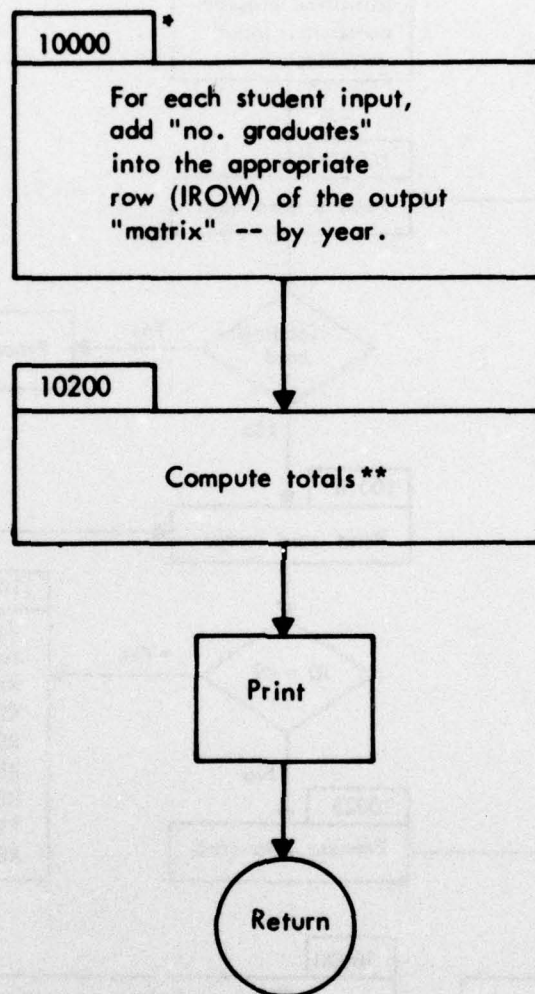 10000 *
For each student input,
add "no. graduates"
into the appropriate
row (IROW) of the output
"matrix" -- by year.
10200
Compute totals**
Print
Return